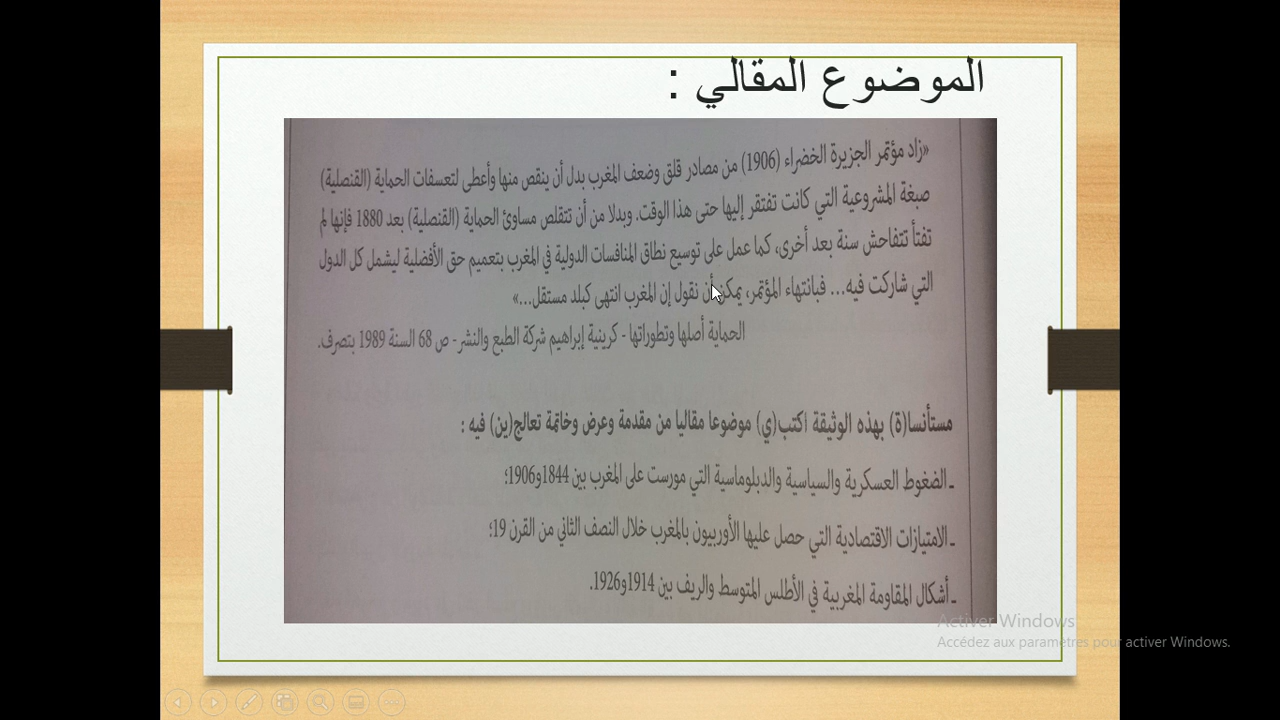 الموضوع المقالي :
«زاد مؤتمر الجزيرة الخضراء (1906) من مصادر قلق وضعف المغرب بدل أن ينقص منها وأعطى لتعسفات الحماية (القنصلية)
صبغة المشروعية التي كانت تفتقر إليها حتى هذا الوقت. وبدلا من أن تتقلص مساوئ الحماية (القنصلية) بعد 1880 فإنها لم
تفتأ تتفاحش سنة بعد أخرى، كما عمل على توسيع نطاق المنافسات الدولية في المغرب بتعميم حق الأفضلية ليشمل كل الدول
التي شاركت فيه... فبانتهاء المؤتمر، يمكن أن نقول إن المغرب انتهى كبلد مستقل...»
الحماية أصلها وتطوراتها - كرينية إبراهيم شركة الطبع والنشر - ص 68 السنة 1989 بتصرف.
مستأنسا(ة) بهذه الوثيقة اكتب(ي) موضوعا مقاليا من مقدمة وعرض وخاتمة تعالج(ين) فيه :
ـ الضغوط العسكرية والسياسية والدبلوماسية التي مورست على المغرب بين 1844و1906؛
ـ الامتيازات الاقتصادية التي حصل عليها الأوربيون بالمغرب خلال النصف الثاني من القرن 19؛
ـ أشكال المقاومة المغربية في الأطلس المتوسط والريف بين 1914و1926.
Activer Windows
Accédez aux paramètres pour activer Windows.